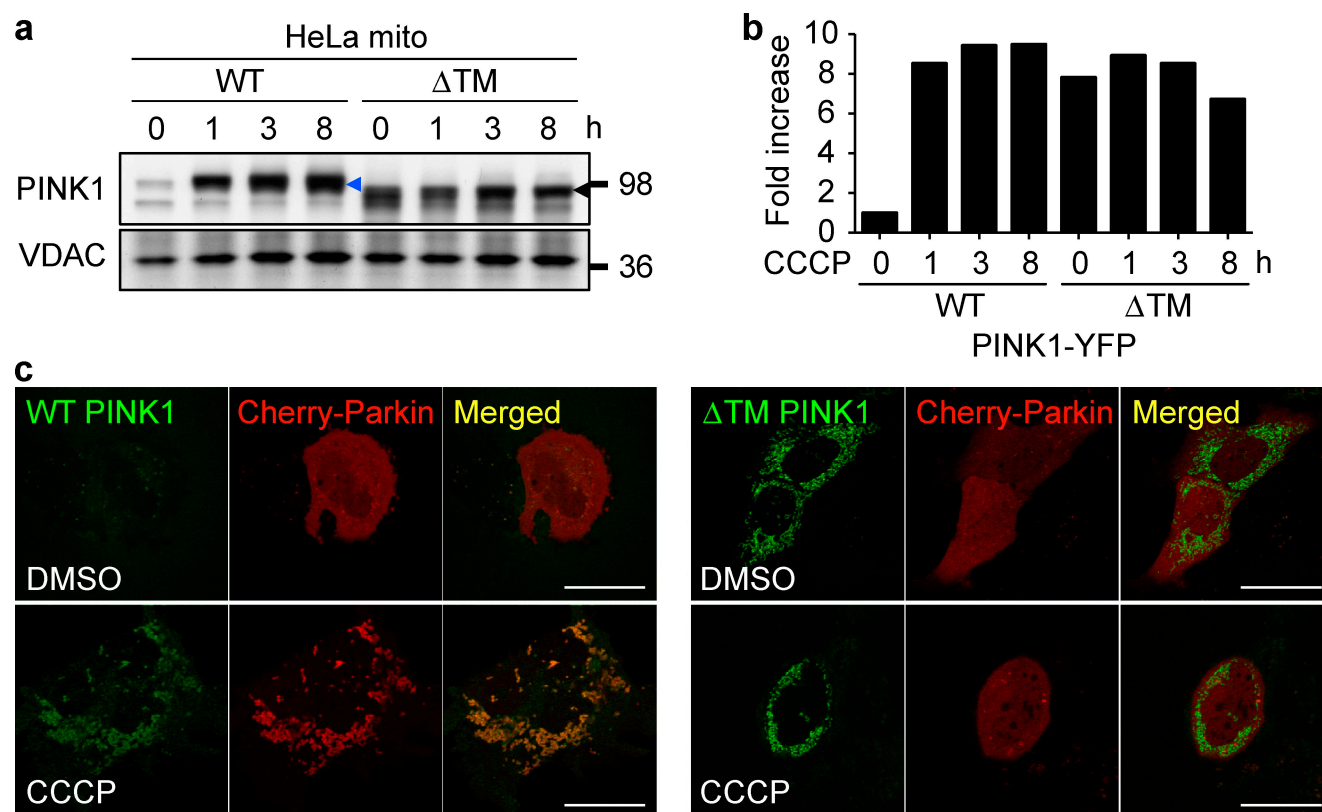 a
HeLa mito
WT ΔTM
0 1 3 8 0 1 3 8 h
PINK1 98
VDAC 36
b
Fold increase
10
8
6
4
2
0
CCCP 0 1 3 8 0 1 3 8 h
WT ΔTM
PINK1-YFP
c
WT PINK1 Cherry-Parkin Merged
DMSO
CCCP
ΔTM PINK1 Cherry-Parkin Merged
DMSO
CCCP